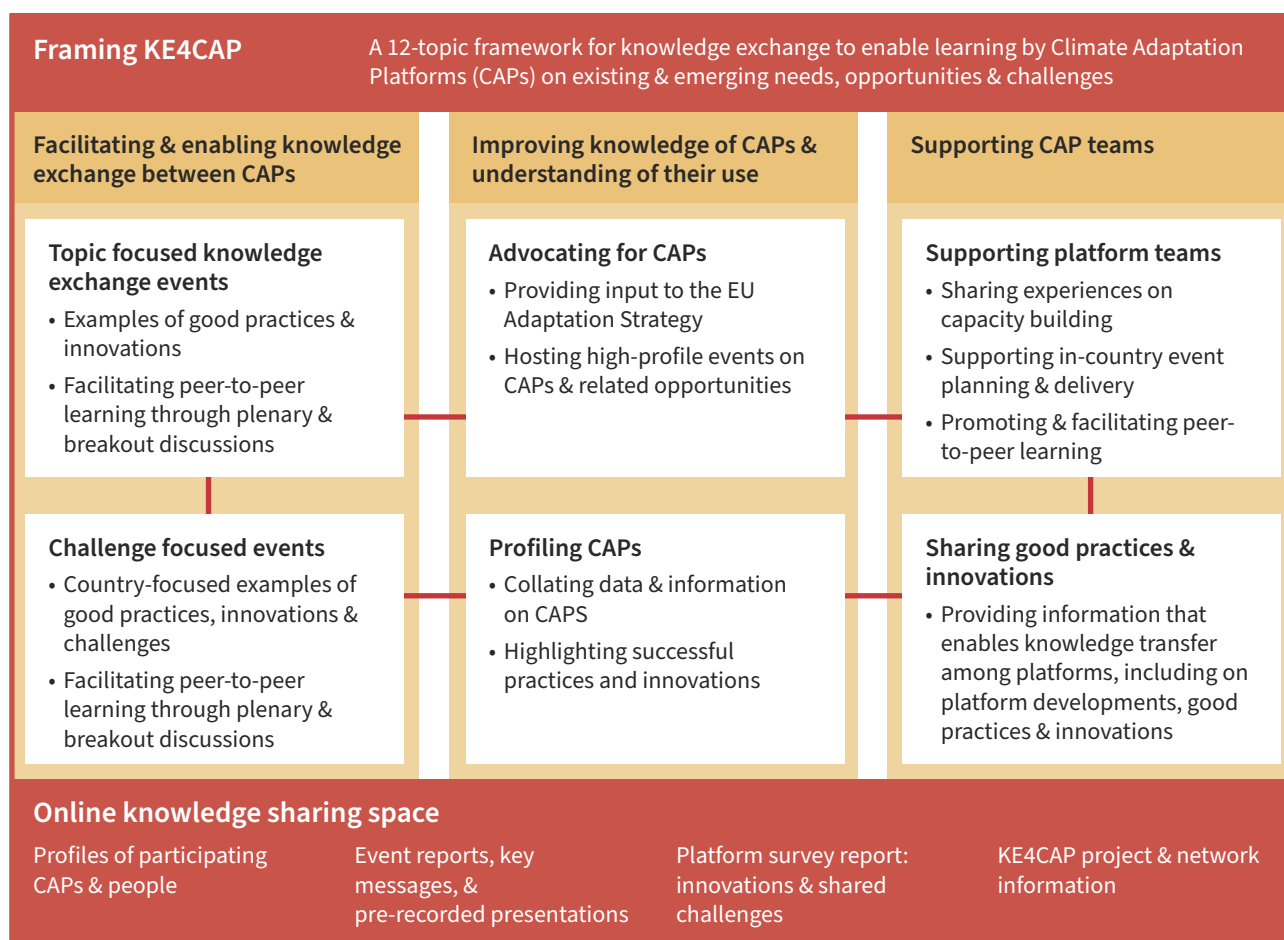 Framing KE4CAP
A 12-topic framework for knowledge exchange to enable learning by Climate Adaptation
Platforms (CAPs) on existing & emerging needs, opportunities & challenges
Facilitating & enabling knowledge
exchange between CAPs
Topic focused knowledge
exchange events
• Examples of good practices &
innovations
• Facilitating peer-to-peer
learning through plenary &
breakout discussions
Challenge focused events
• Country-focused examples of
good practices, innovations &
challenges
• Facilitating peer-to-peer
learning through plenary &
breakout discussions
Improving knowledge of CAPs &
understanding of their use
Advocating for CAPs
• Providing input to the EU
Adaptation Strategy
• Hosting high-profile events on
CAPs & related opportunities
Profiling CAPs
• Collating data & information
on CAPS
• Highlighting successful
practices and innovations
Supporting CAP teams
Supporting platform teams
• Sharing experiences on
capacity building
• Supporting in-country event
planning & delivery
• Promoting & facilitating peer-
to-peer learning
Sharing good practices &
innovations
• Providing information that
enables knowledge transfer
among platforms, including on
platform developments, good
practices & innovations
Online knowledge sharing space
Profiles of participating
CAPs & people
Event reports, key
messages, &
pre-recorded presentations
Platform survey report:
innovations & shared
challenges
KE4CAP project & network
information